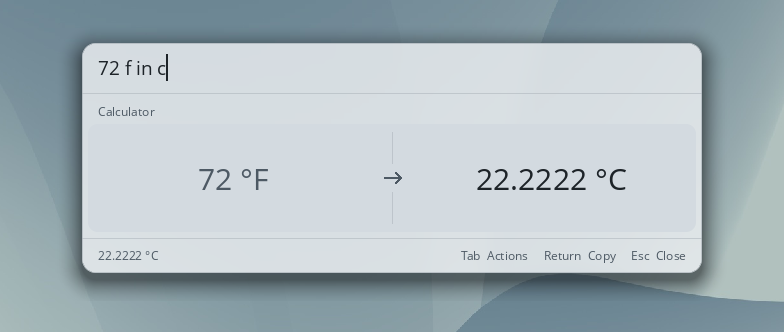 72 f in c
Calculator
72 °F → 22.2222 °C
22.2222 °C Tab Actions Return Copy Esc Close